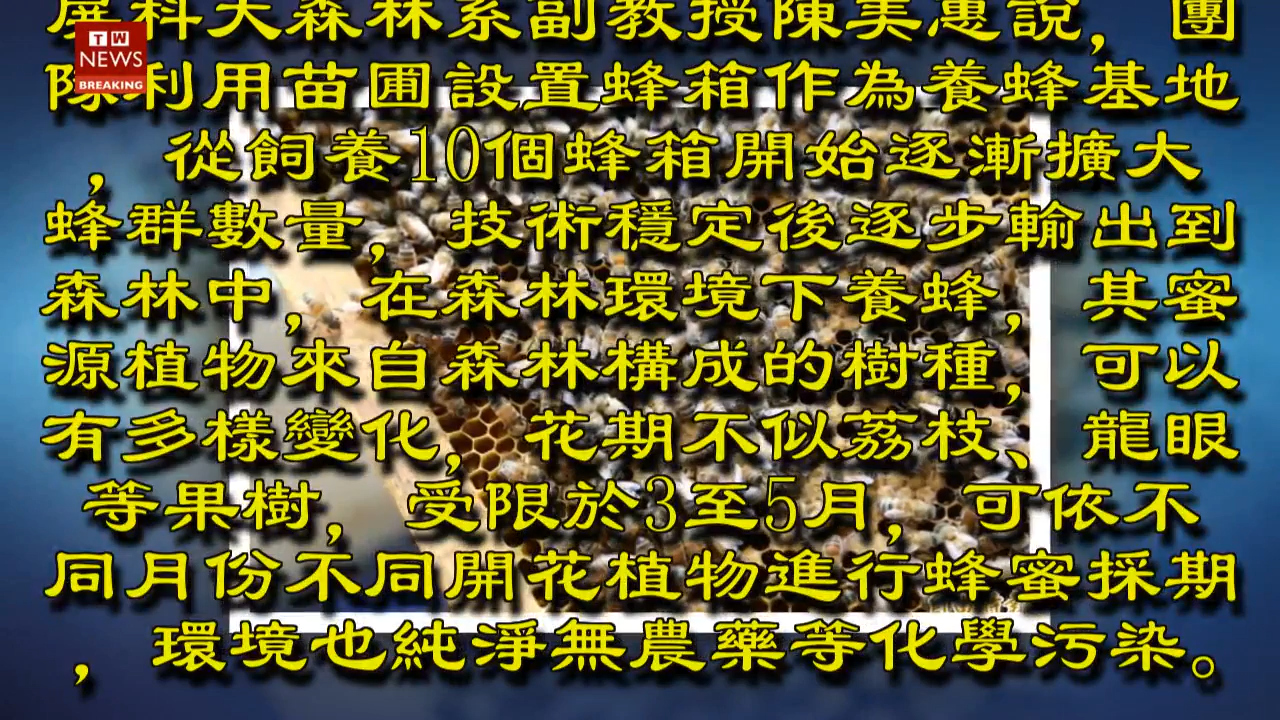 TW
NEWS
BREAKING
屏科大森林系副教授陳美惠說，團
隊利用苗圃設置蜂箱作為養蜂基地
，從飼養10個蜂箱開始逐漸擴大
蜂群數量，技術穩定後逐步輸出到
森林中，在森林環境下養蜂，其蜜
源植物來自森林構成的樹種，可以
有多樣變化，花期不似荔枝、龍眼
等果樹，受限於3至5月，可依不
同月份不同開花植物進行蜂蜜採期
，環境也純淨無農藥等化學污染。